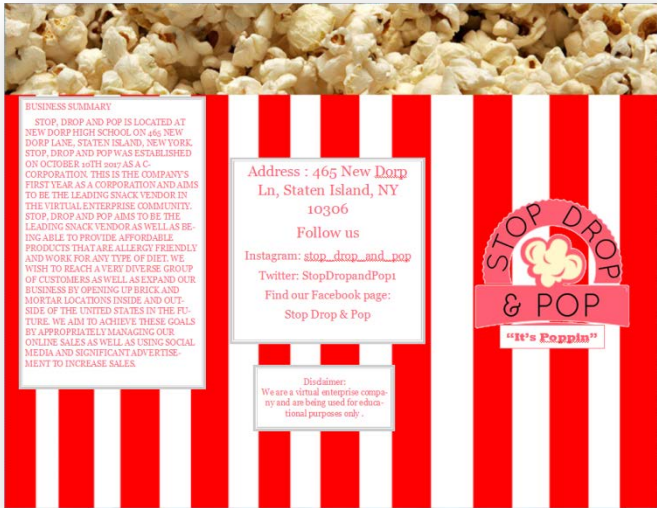 BUSINESS SUMMARY
STOP, DROP AND POP IS LOCATED AT
NEW DORP HIGH SCHOOL ON 465 NEW
DORP LANE, STATEN ISLAND, NEW YORK.
STOP, DROP AND POP WAS ESTABLISHED
ON OCTOBER 10TH 2017 AS A C-
CORPORATION. THIS IS THE COMPANY'S
FIRST YEAR AS A CORPORATION AND AIMS
TO BE THE LEADING SNACK VENDOR IN
THE VIRTUAL ENTERPRISE COMMUNITY.
STOP, DROP AND POP AIMS TO BE THE
LEADING SNACK VENDOR AS WELL AS BE-
ING ABLE TO PROVIDE AFFORDABLE
PRODUCTS THAT ARE ALLERGY FRIENDLY
AND WORK FOR ANY TYPE OF DIET. WE
WISH TO REACH A VERY DIVERSE GROUP
OF CUSTOMERS AS WELL AS EXPAND OUR
BUSINESS BY OPENING UP BRICK AND
MORTAR LOCATIONS INSIDE AND OUT-
SIDE OF THE UNITED STATES IN THE FU-
TURE. WE AIM TO ACHIEVE THESE GOALS
BY APPROPRIATELY MANAGING OUR
ONLINE SALES AS WELL AS USING SOCIAL
MEDIA AND SIGNIFICANT ADVERTISE-
MENT TO INCREASE SALES.
Address : 465 New Dorp
Ln, Staten Island, NY
10306
Follow us
Instagram: stop_drop_and_pop
Twitter: StopDropandPop1
Find our Facebook page:
Stop Drop & Pop
Disclaimer:
We are a virtual enterprise compa-
ny and are being used for educa-
tional purposes only .
STOP DROP
& POP
“It’s Poppin”